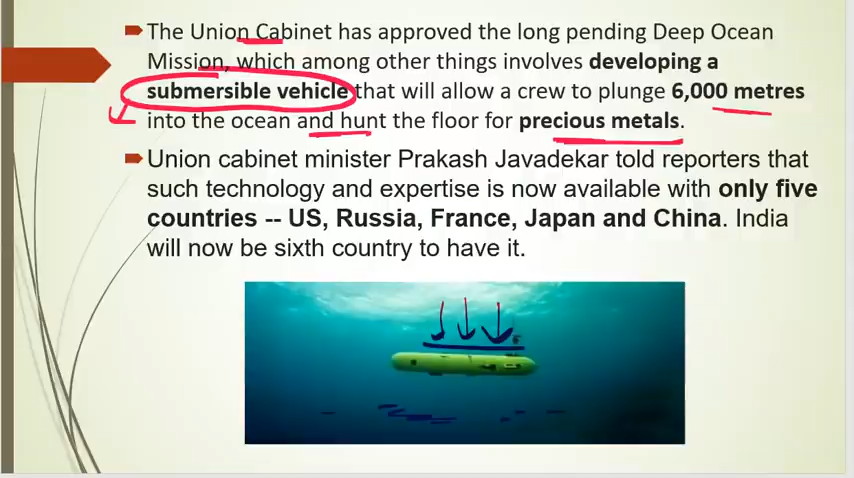 The Union Cabinet has approved the long pending Deep Ocean
Mission, which among other things involves developing a
submersible vehicle that will allow a crew to plunge 6,000 metres
into the ocean and hunt the floor for precious metals.
Union cabinet minister Prakash Javadekar told reporters that
such technology and expertise is now available with only five
countries -- US, Russia, France, Japan and China. India
will now be sixth country to have it.